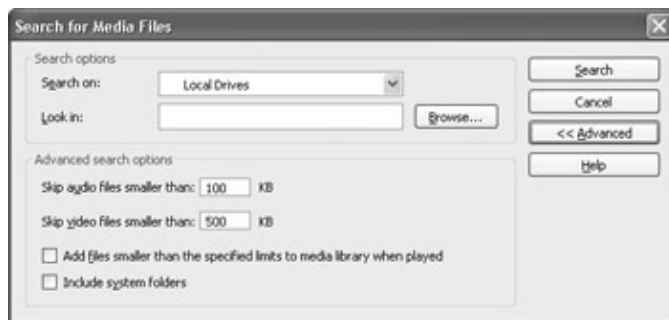 Search for Media Files
Search options
Search on: Local Drives
Look in: Browse...
Search
Cancel
<< Advanced
Help
Advanced search options
Skip audio files smaller than: 100 KB
Skip video files smaller than: 500 KB
Add files smaller than the specified limits to media library when played
Include system folders